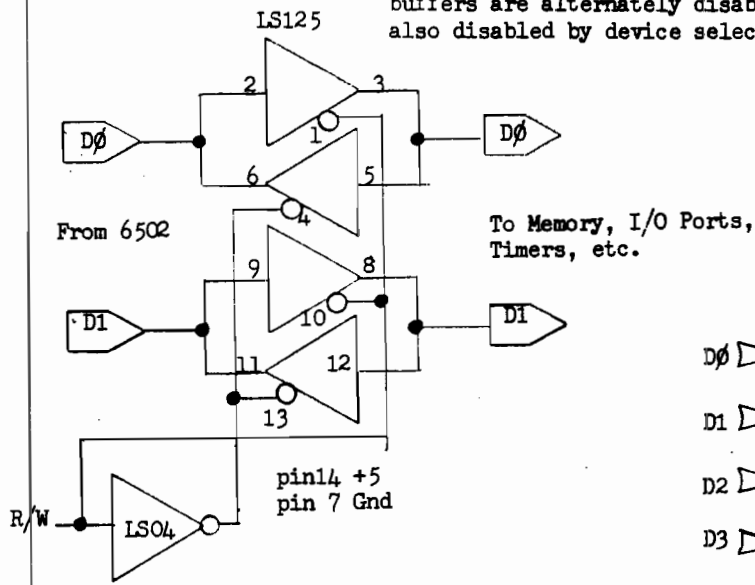 buffers are alternately disab
also disabled by device selec
LS125
2
3
1
DØ
DØ
6
5
4
From 6502
To Memory, I/O Ports,
Timers, etc.
9
8
10
D1
D1
11
12
13
DØ
D1
pin14 +5
pin 7 Gnd
D2
R/W
LS04
D3